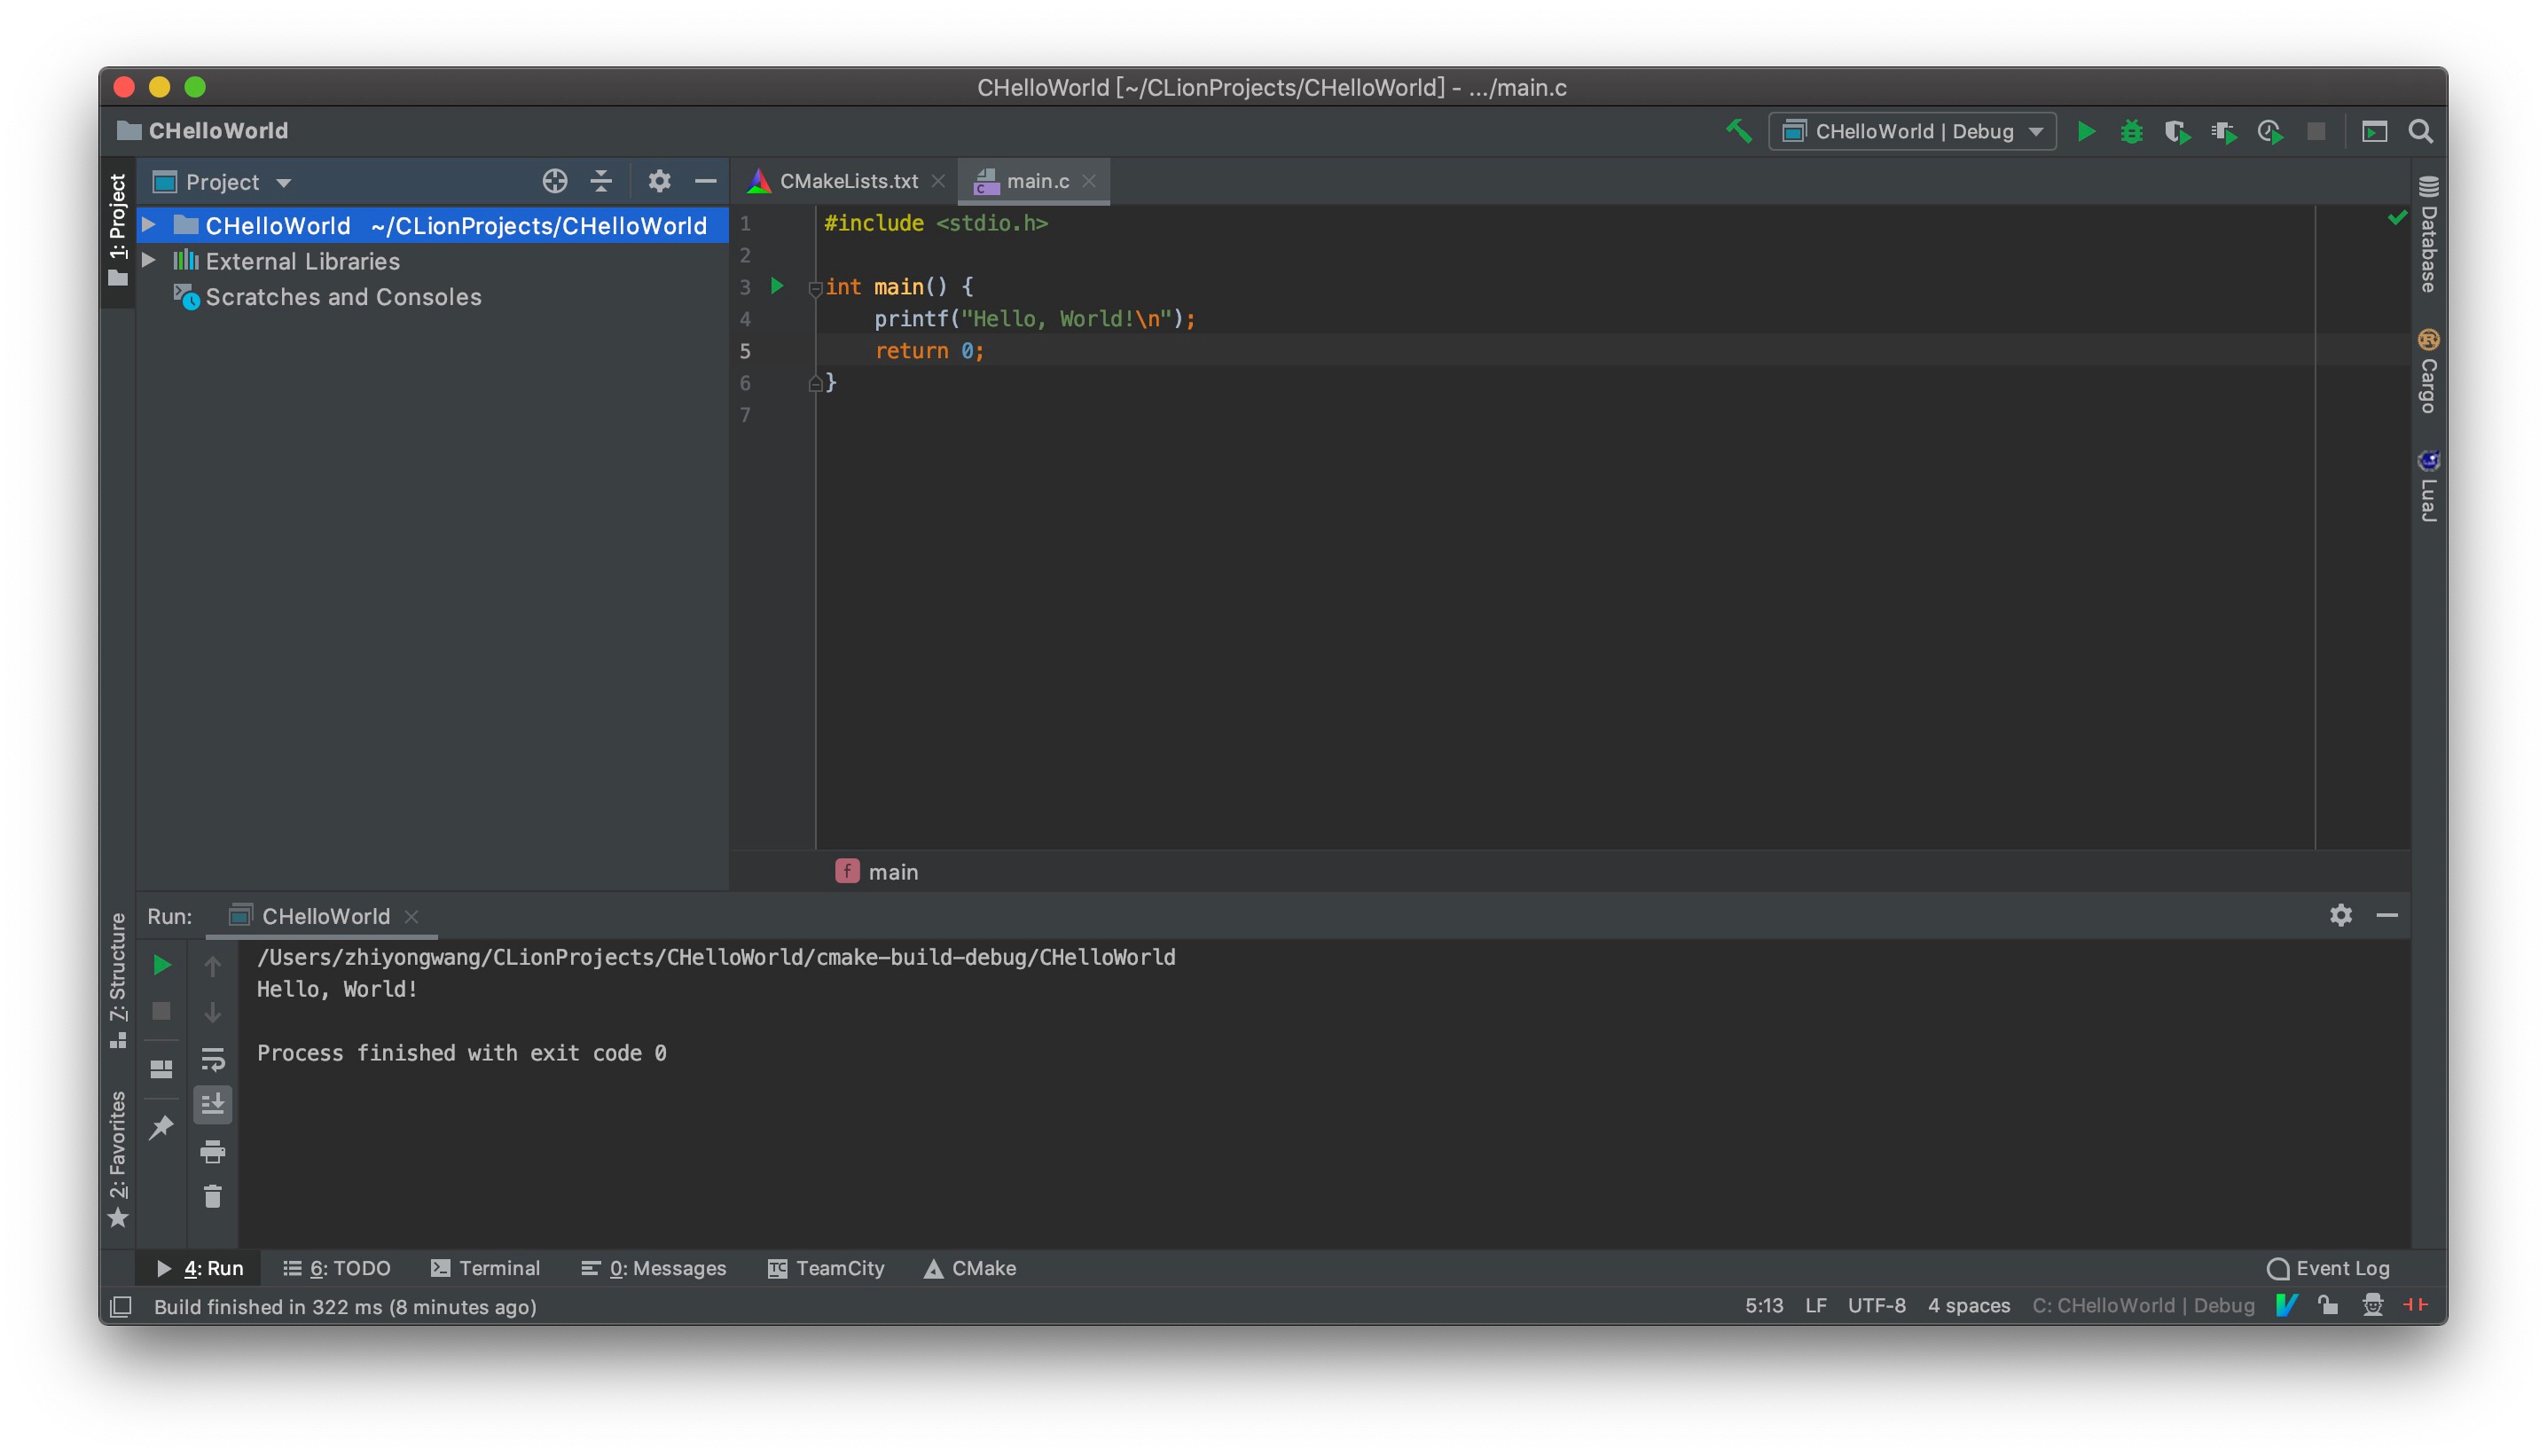 CHelloWorld [~/CLionProjects/CHelloWorld] - .../main.c
CHelloWorld
CHelloWorld | Debug
1: Project
Project
CHelloWorld ~/CLionProjects/CHelloWorld
External Libraries
Scratches and Consoles
CMakeLists.txt
main.c
1 #include <stdio.h>
2
3 int main() {
4     printf("Hello, World!\n");
5     return 0;
6 }
7
main
Database
Cargo
LuaJ
7: Structure
2: Favorites
Run: CHelloWorld
/Users/zhiyongwang/CLionProjects/CHelloWorld/cmake-build-debug/CHelloWorld
Hello, World!
Process finished with exit code 0
4: Run 6: TODO Terminal 0: Messages TeamCity CMake Event Log
Build finished in 322 ms (8 minutes ago) 5:13 LF UTF-8 4 spaces C: CHelloWorld | Debug